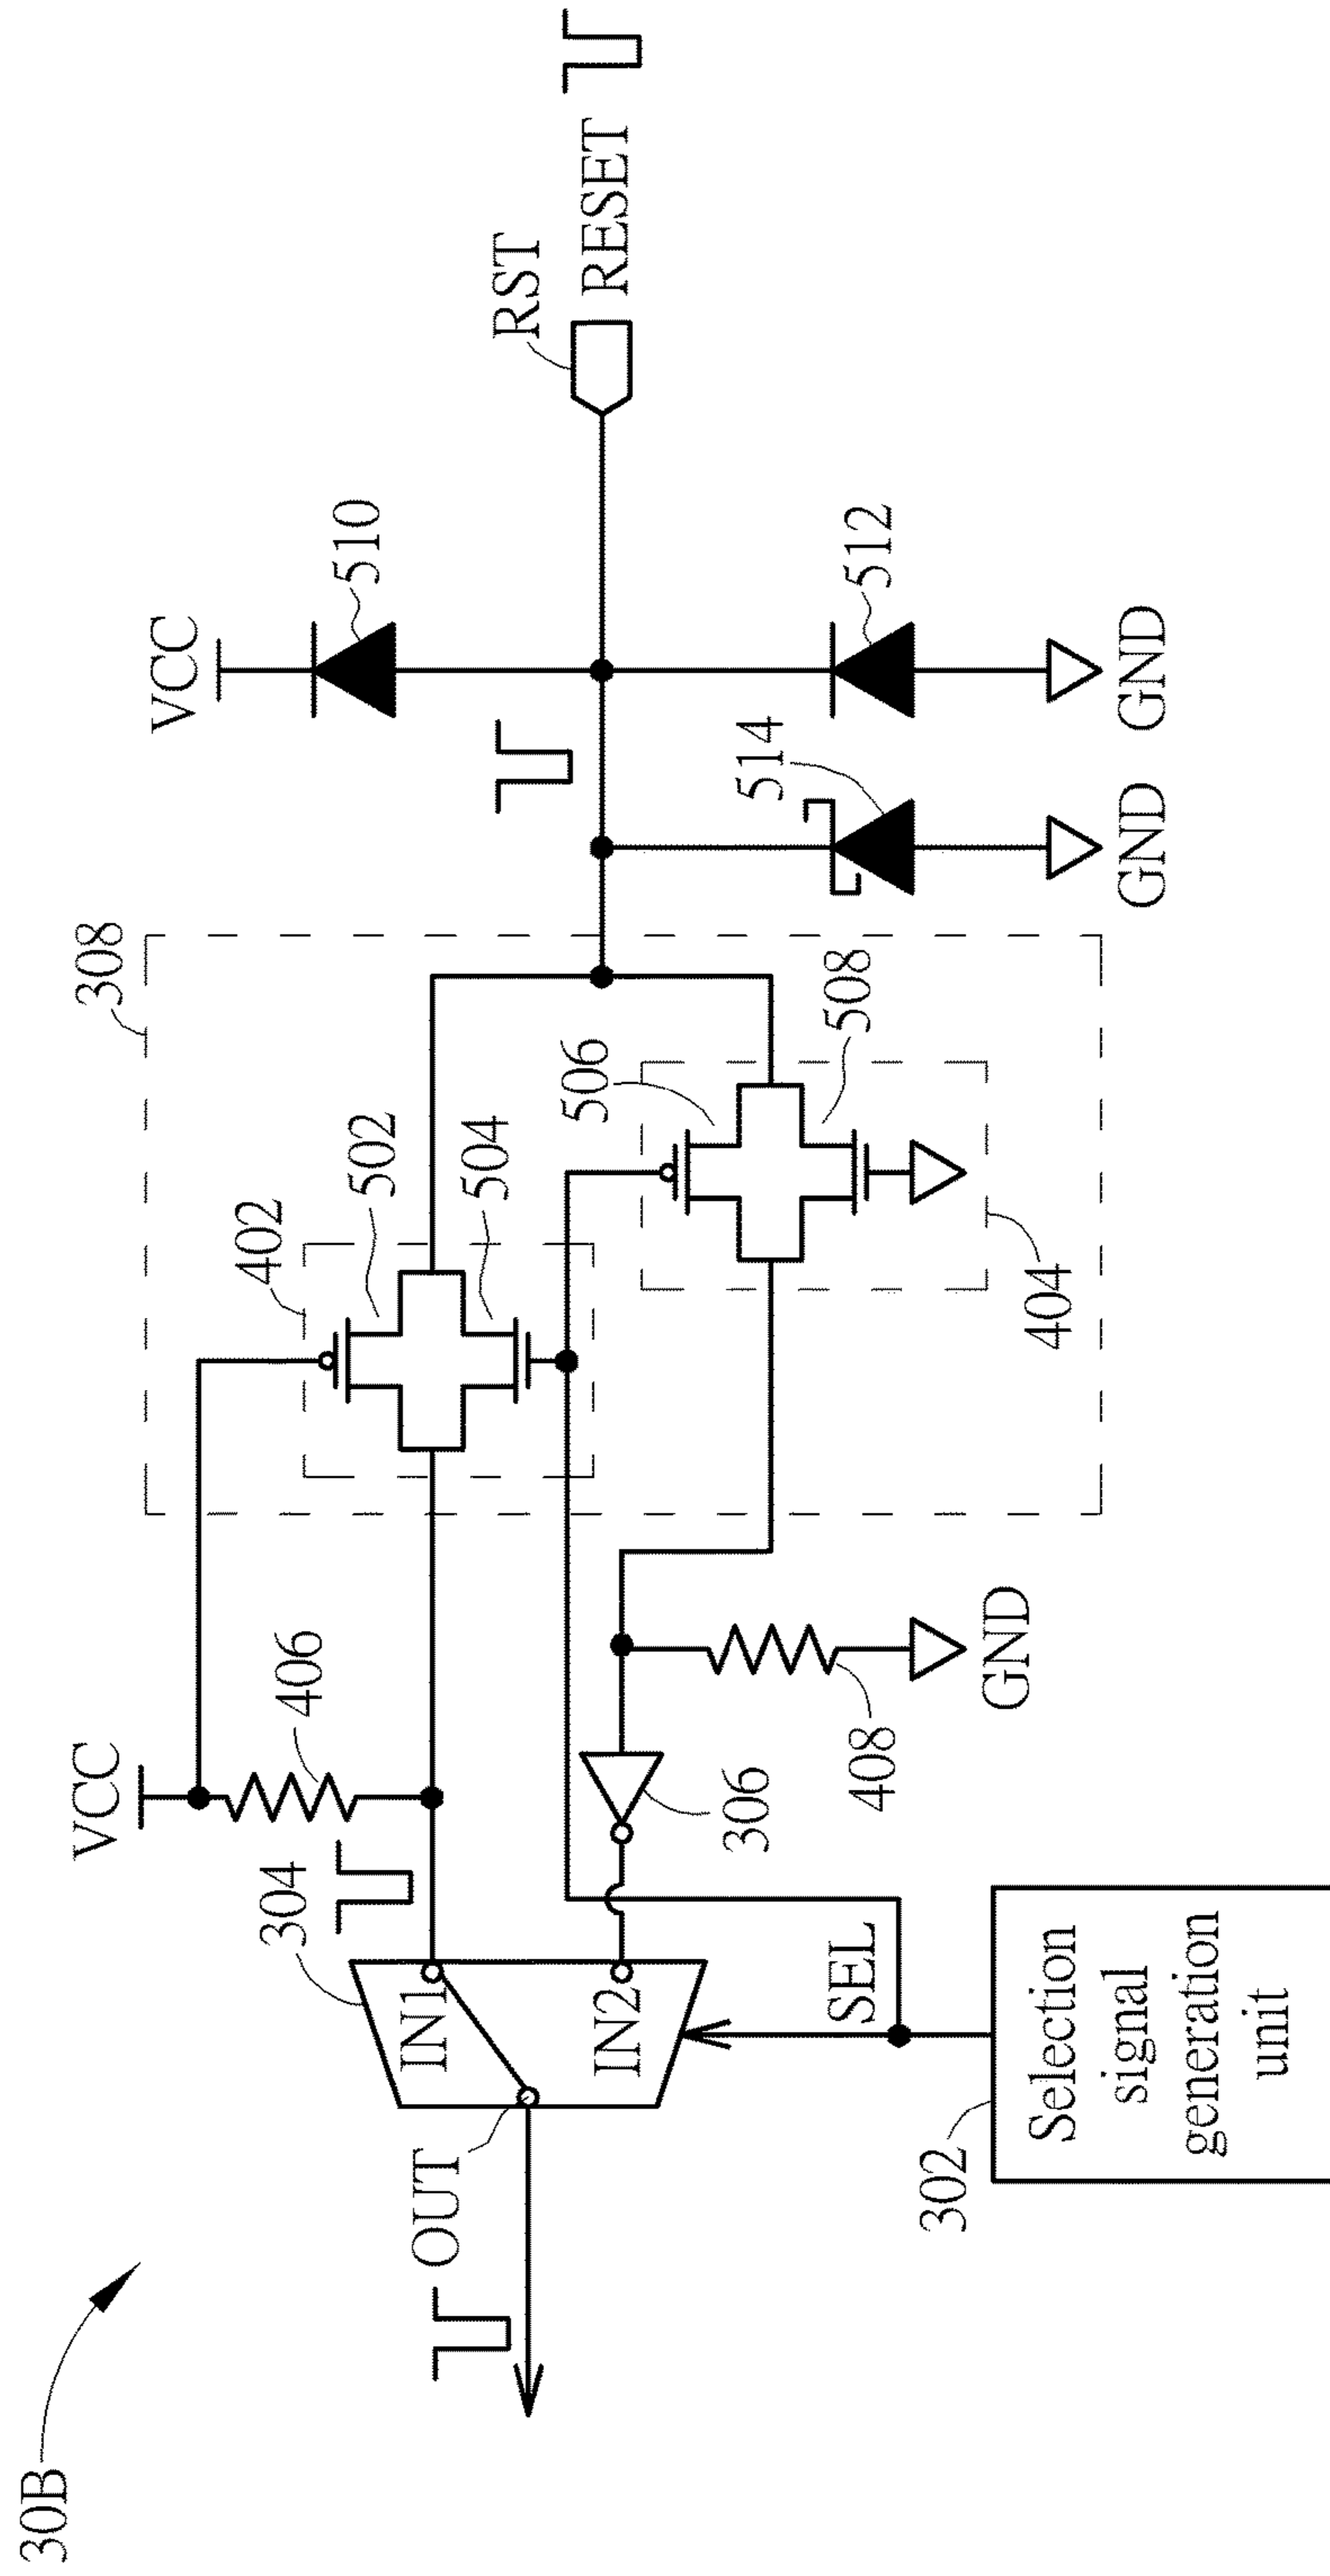 30B
VCC
406
308
402
502
504
506
508
404
VCC
510
514
512
GND
GND
RST
RESET
304
IN1
IN2
OUT
306
408
GND
SEL
302
Selection
signal
generation
unit